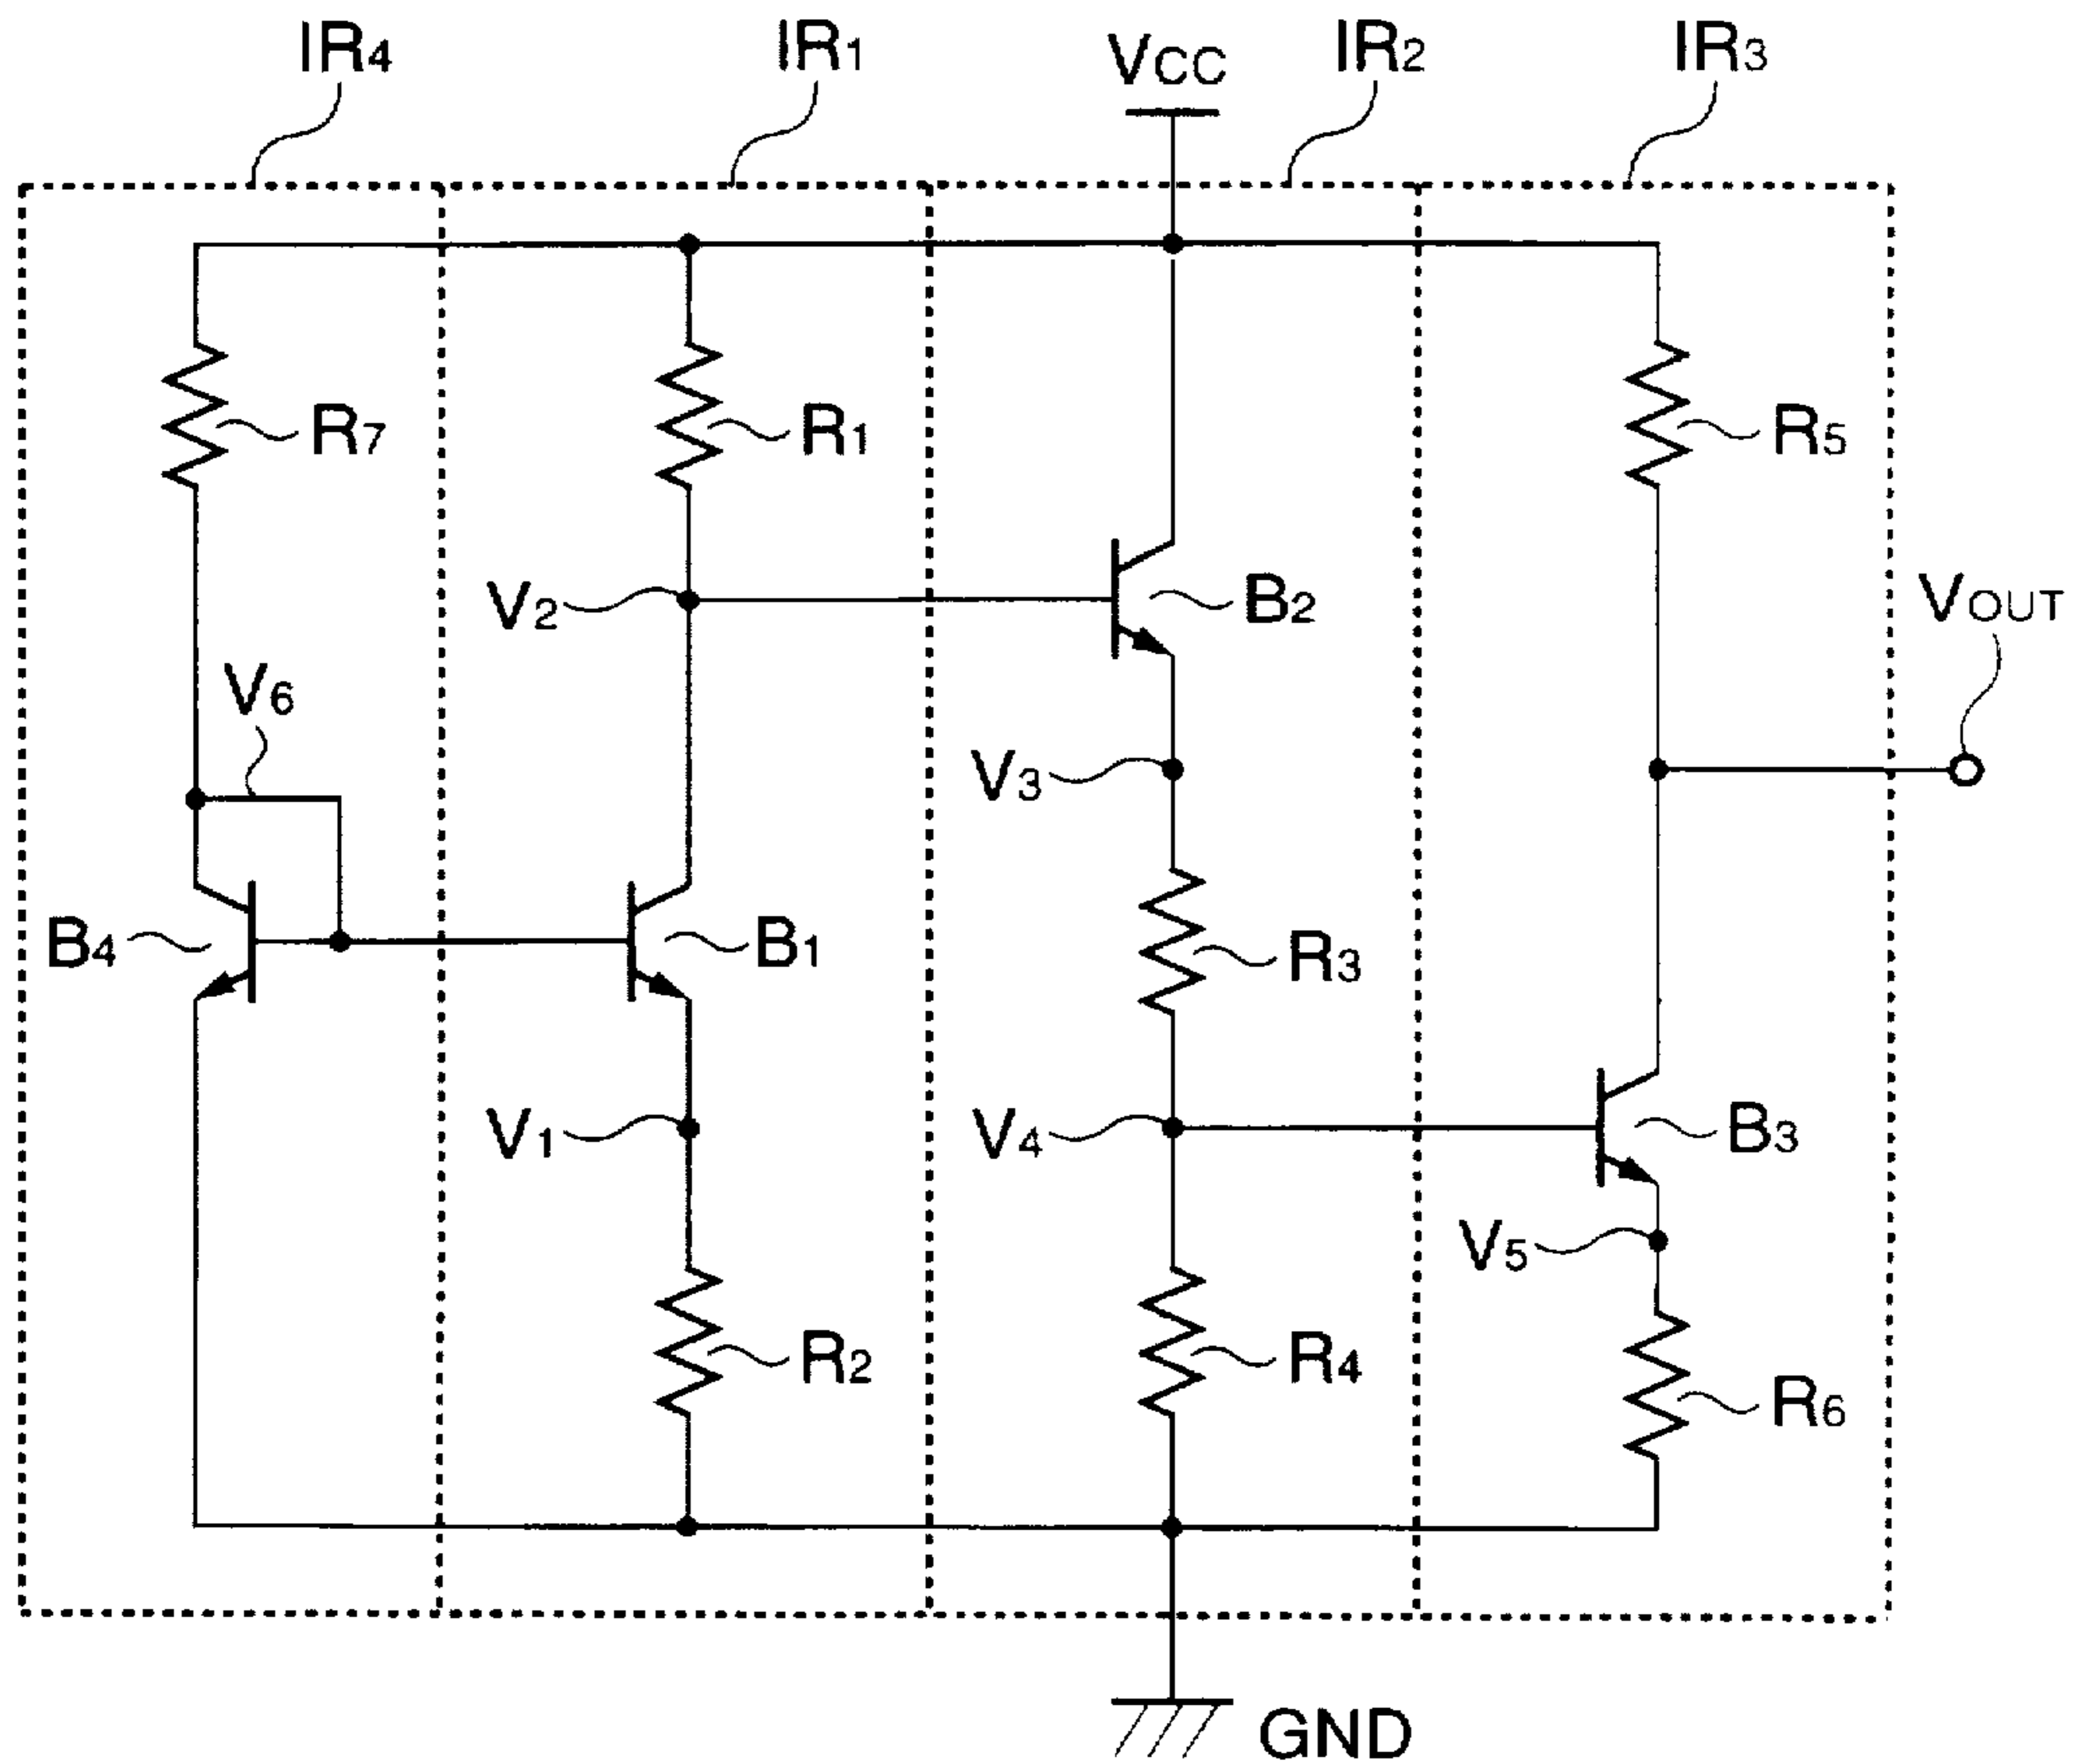 IR4
IR1
VCC
IR2
IR3
R7
R1
R5
V2
B2
VOUT
V6
V3
B4
B1
R3
V1
V4
B3
V5
R2
R4
R6
GND